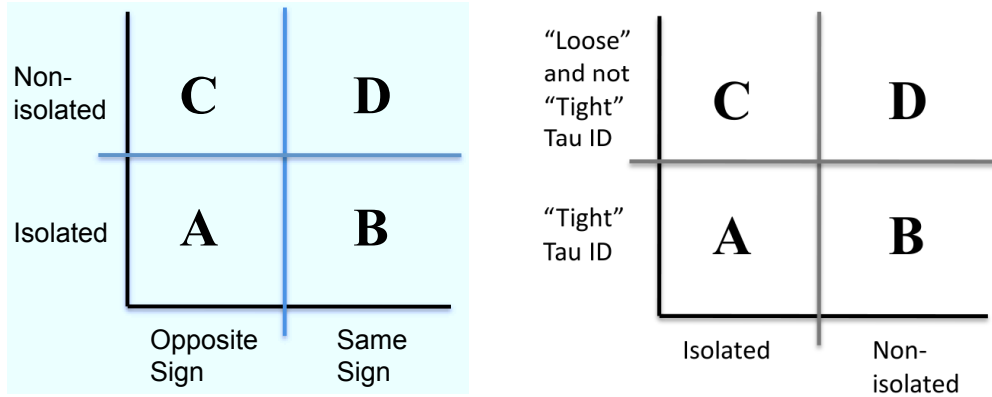 Non-
isolated
C
D
Isolated
A
B
Opposite
Sign
Same
Sign
“Loose”
and not
“Tight”
Tau ID
C
D
“Tight”
Tau ID
A
B
Isolated
Non-
isolated